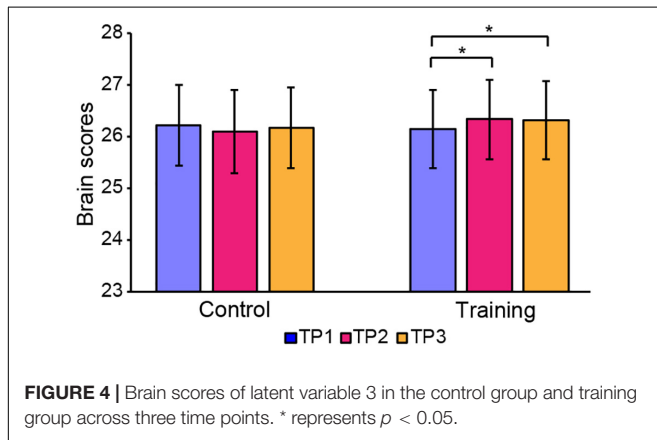 28
27
26
25
24
23
Brain scores
*
*
Control
Training
TP1 TP2 TP3
FIGURE 4 | Brain scores of latent variable 3 in the control group and training
group across three time points. * represents p < 0.05.